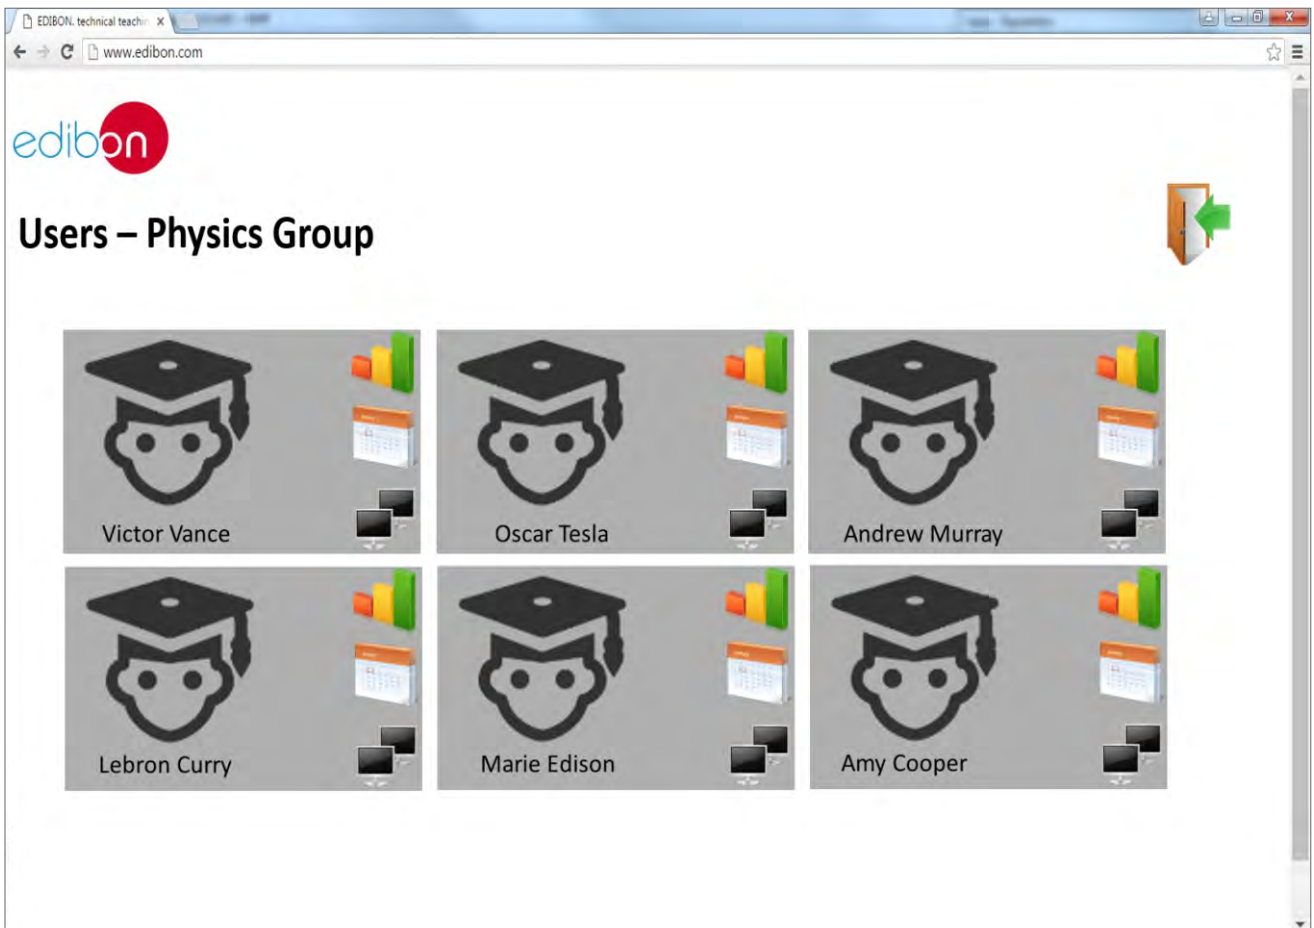 EDIBON. technical teachin
www.edibon.com
edibon
Users – Physics Group
Victor Vance
Oscar Tesla
Andrew Murray
Lebron Curry
Marie Edison
Amy Cooper